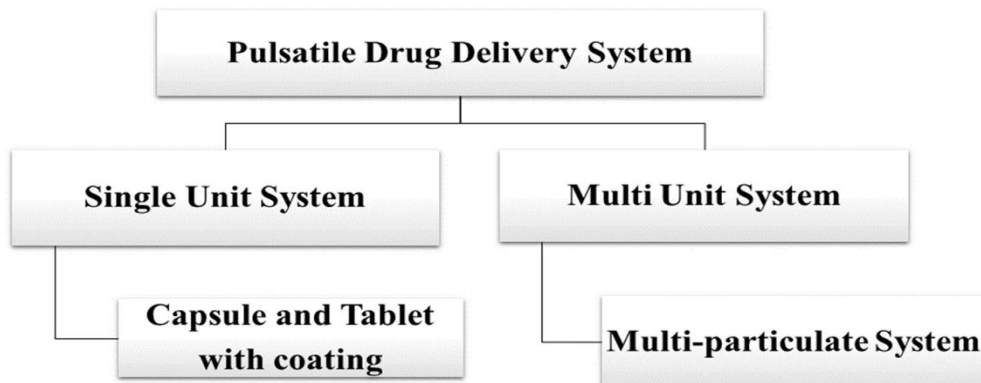 Pulsatile Drug Delivery System
Single Unit System
Multi Unit System
Capsule and Tablet
with coating
Multi-particulate System